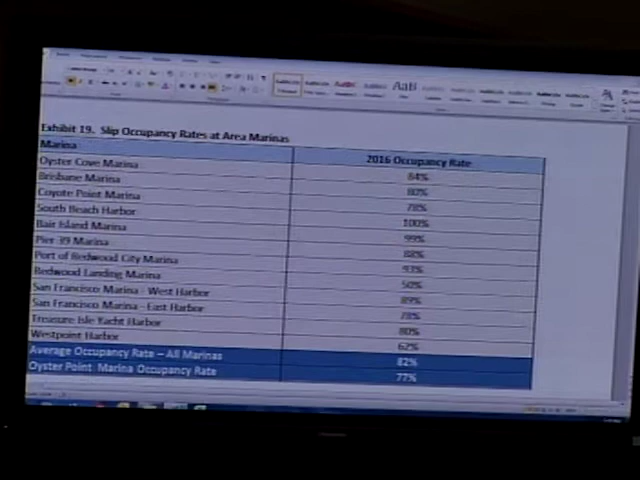 Exhibit 19. Slip Occupancy Rates at Area Marinas
Marina 2016 Occupancy Rate
Oyster Cove Marina 84%
Brisbane Marina 80%
Coyote Point Marina 78%
South Beach Harbor 100%
Bair Island Marina 99%
Pier 39 Marina 88%
Port of Redwood City Marina 93%
Redwood Landing Marina 50%
San Francisco Marina - West Harbor 89%
San Francisco Marina - East Harbor 78%
Treasure Isle Yacht Harbor 80%
Westpoint Harbor 62%
Average Occupancy Rate – All Marinas 82%
Oyster Point Marina Occupancy Rate 77%